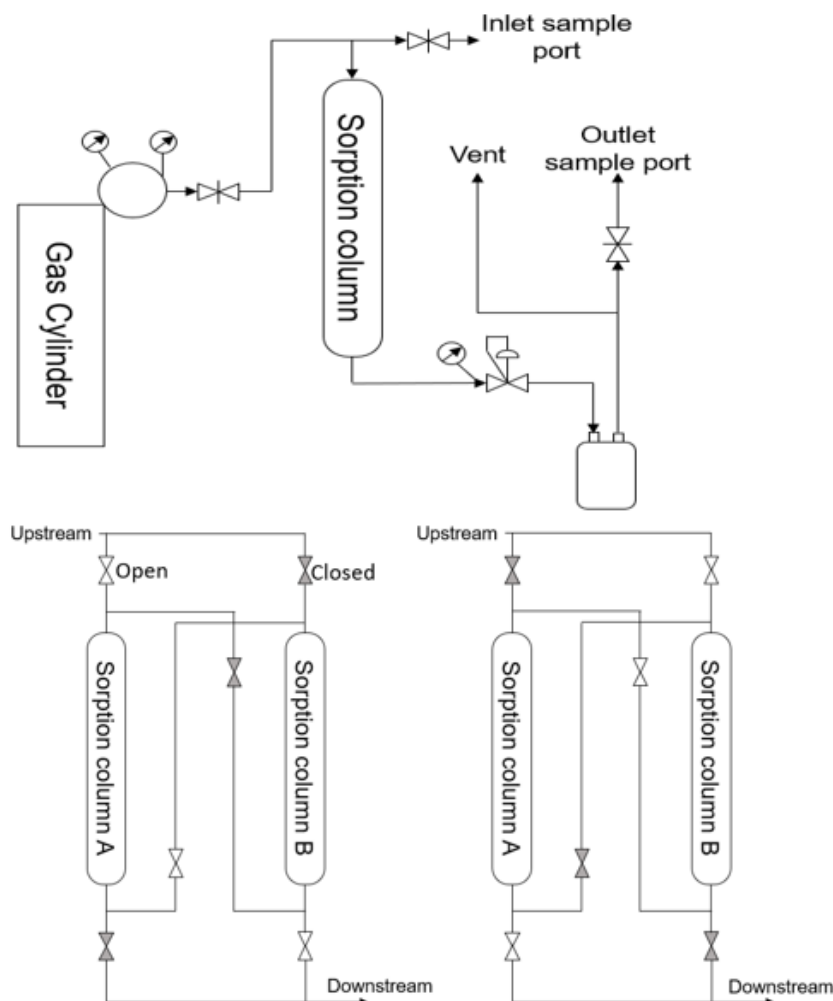 Inlet sample
port
Sorption column
Vent
Outlet
sample port
Gas Cylinder
Upstream
Open
Closed
Sorption column A
Sorption column B
Downstream
Upstream
Sorption column A
Sorption column B
Downstream